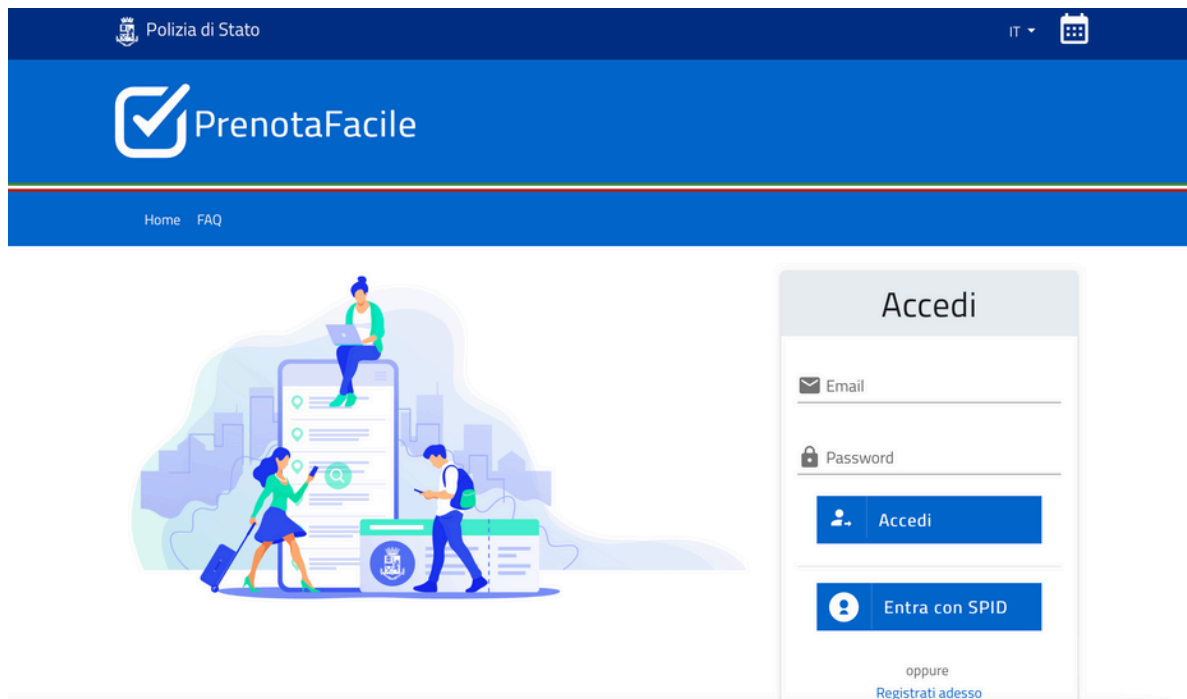 Polizia di Stato
IT
PrenotaFacile
Home FAQ
Accedi
Email
Password
Accedi
Entra con SPID
oppure
Registrati adesso